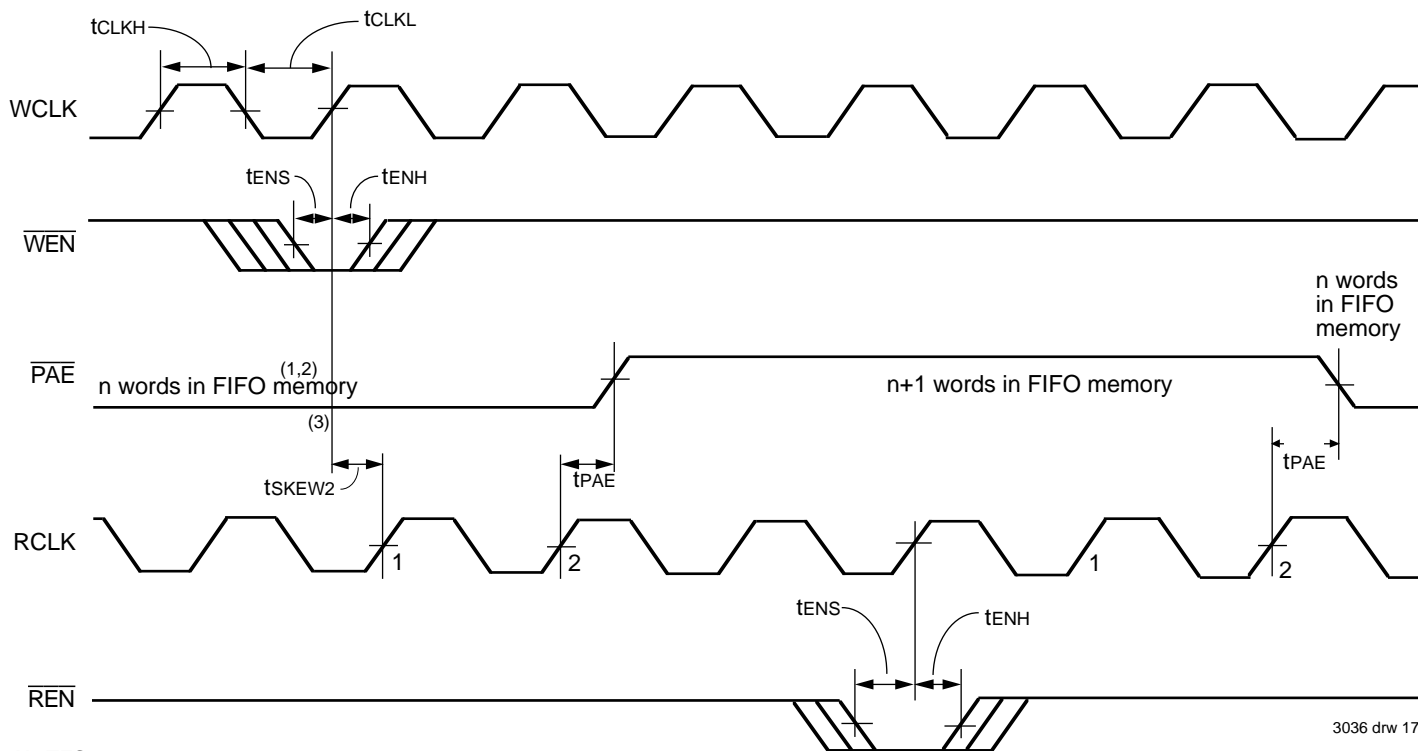 tCLKH
tCLKL
WCLK
tENS
tENH
WEN
n words
in FIFO
memory
PAE
(1,2)
n words in FIFO memory
n+1 words in FIFO memory
(3)
tSKEW2
tPAE
tPAE
RCLK
1
2
1
2
tENS
tENH
REN
3036 drw 17